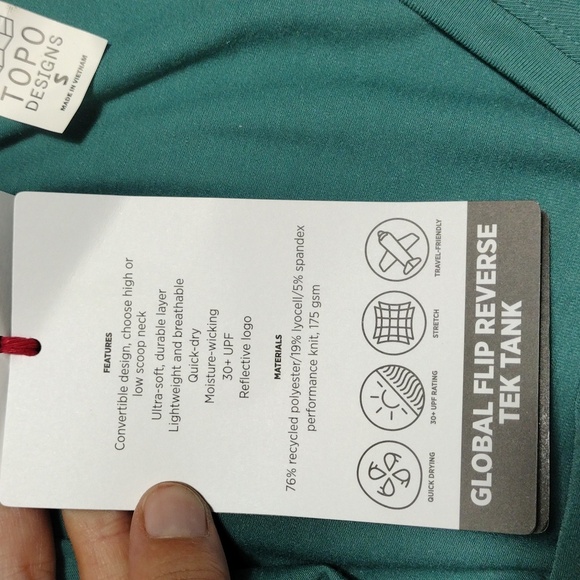 TOPO
DESIGNS
S
MADE IN VIETNAM
FEATURES
Convertible design, choose high or
low scoop neck
Ultra-soft, durable layer
Lightweight and breathable
Quick-dry
Moisture-wicking
30+ UPF
Reflective logo
MATERIALS
76% recycled polyester/19% lyocell/5% spandex
performance knit, 175 gsm
QUICK DRYING
30+ UPF RATING
STRETCH
TRAVEL-FRIENDLY
GLOBAL FLIP REVERSE
TEK TANK